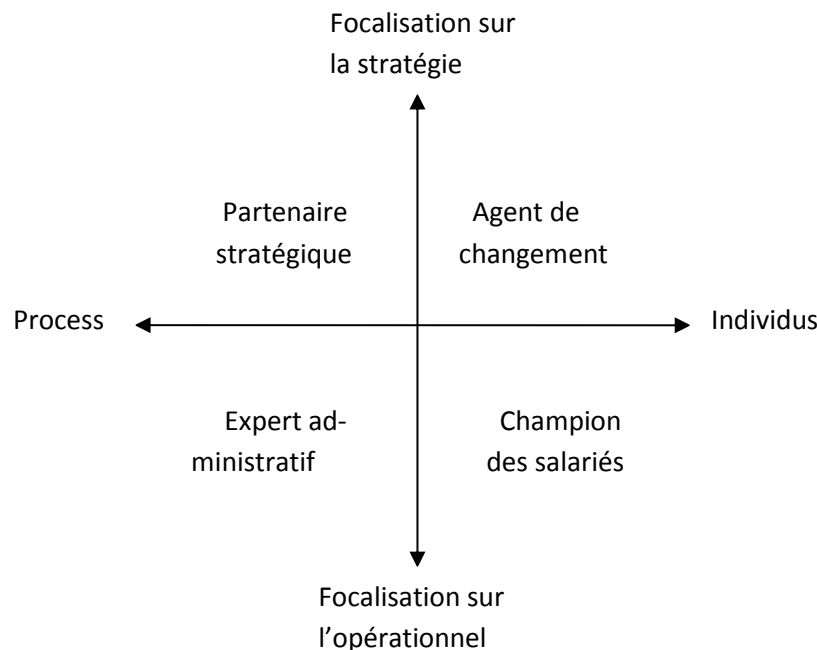 Focalisation sur
la stratégie
Partenaire
stratégique
Agent de
changement
Process
Individus
Expert ad-
ministratif
Champion
des salariés
Focalisation sur
l’opérationnel